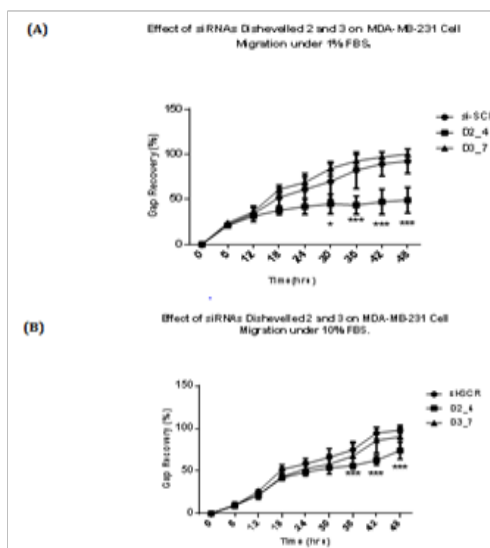 (A)
Effect of siRNAs Dishevelled 2 and 3 on MDA-MB-231 Cell
Migration under 1% FBS.
Gap Recovery [%]
150
100
50
0
0 6 12 18 24 30 36 42 48
Time(hrs)
D2_4
D3_7
* *** *** ***
(B)
Effect of siRNAs Dishevelled 2 and 3 on MDA-MB-231 Cell
Migration under 10% FBS.
Gap Recovery [%]
150
100
50
0
0 6 12 18 24 30 36 42 48
Time (hrs)
D2_4
D3_7
*** *** ***